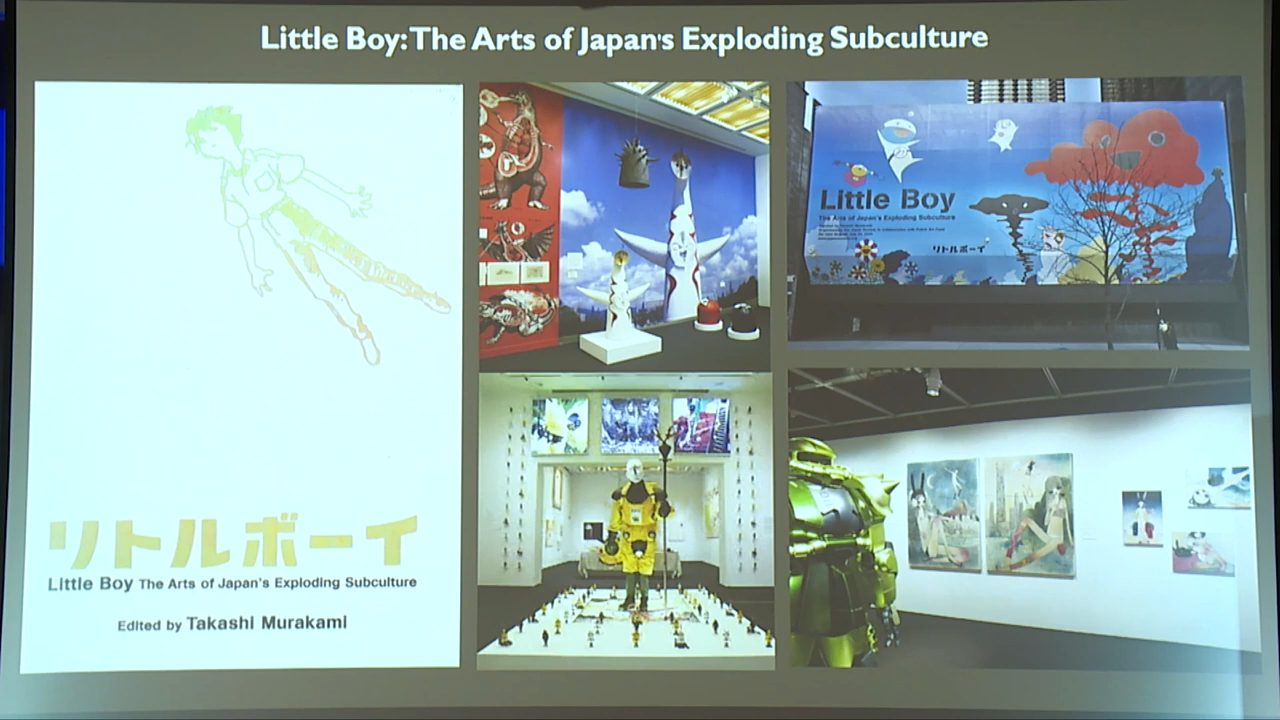 Little Boy: The Arts of Japan's Exploding Subculture
リトルボーイ
Little Boy The Arts of Japan's Exploding Subculture
Edited by Takashi Murakami
Little Boy
The Arts of Japan's Exploding Subculture
リトルボーイ